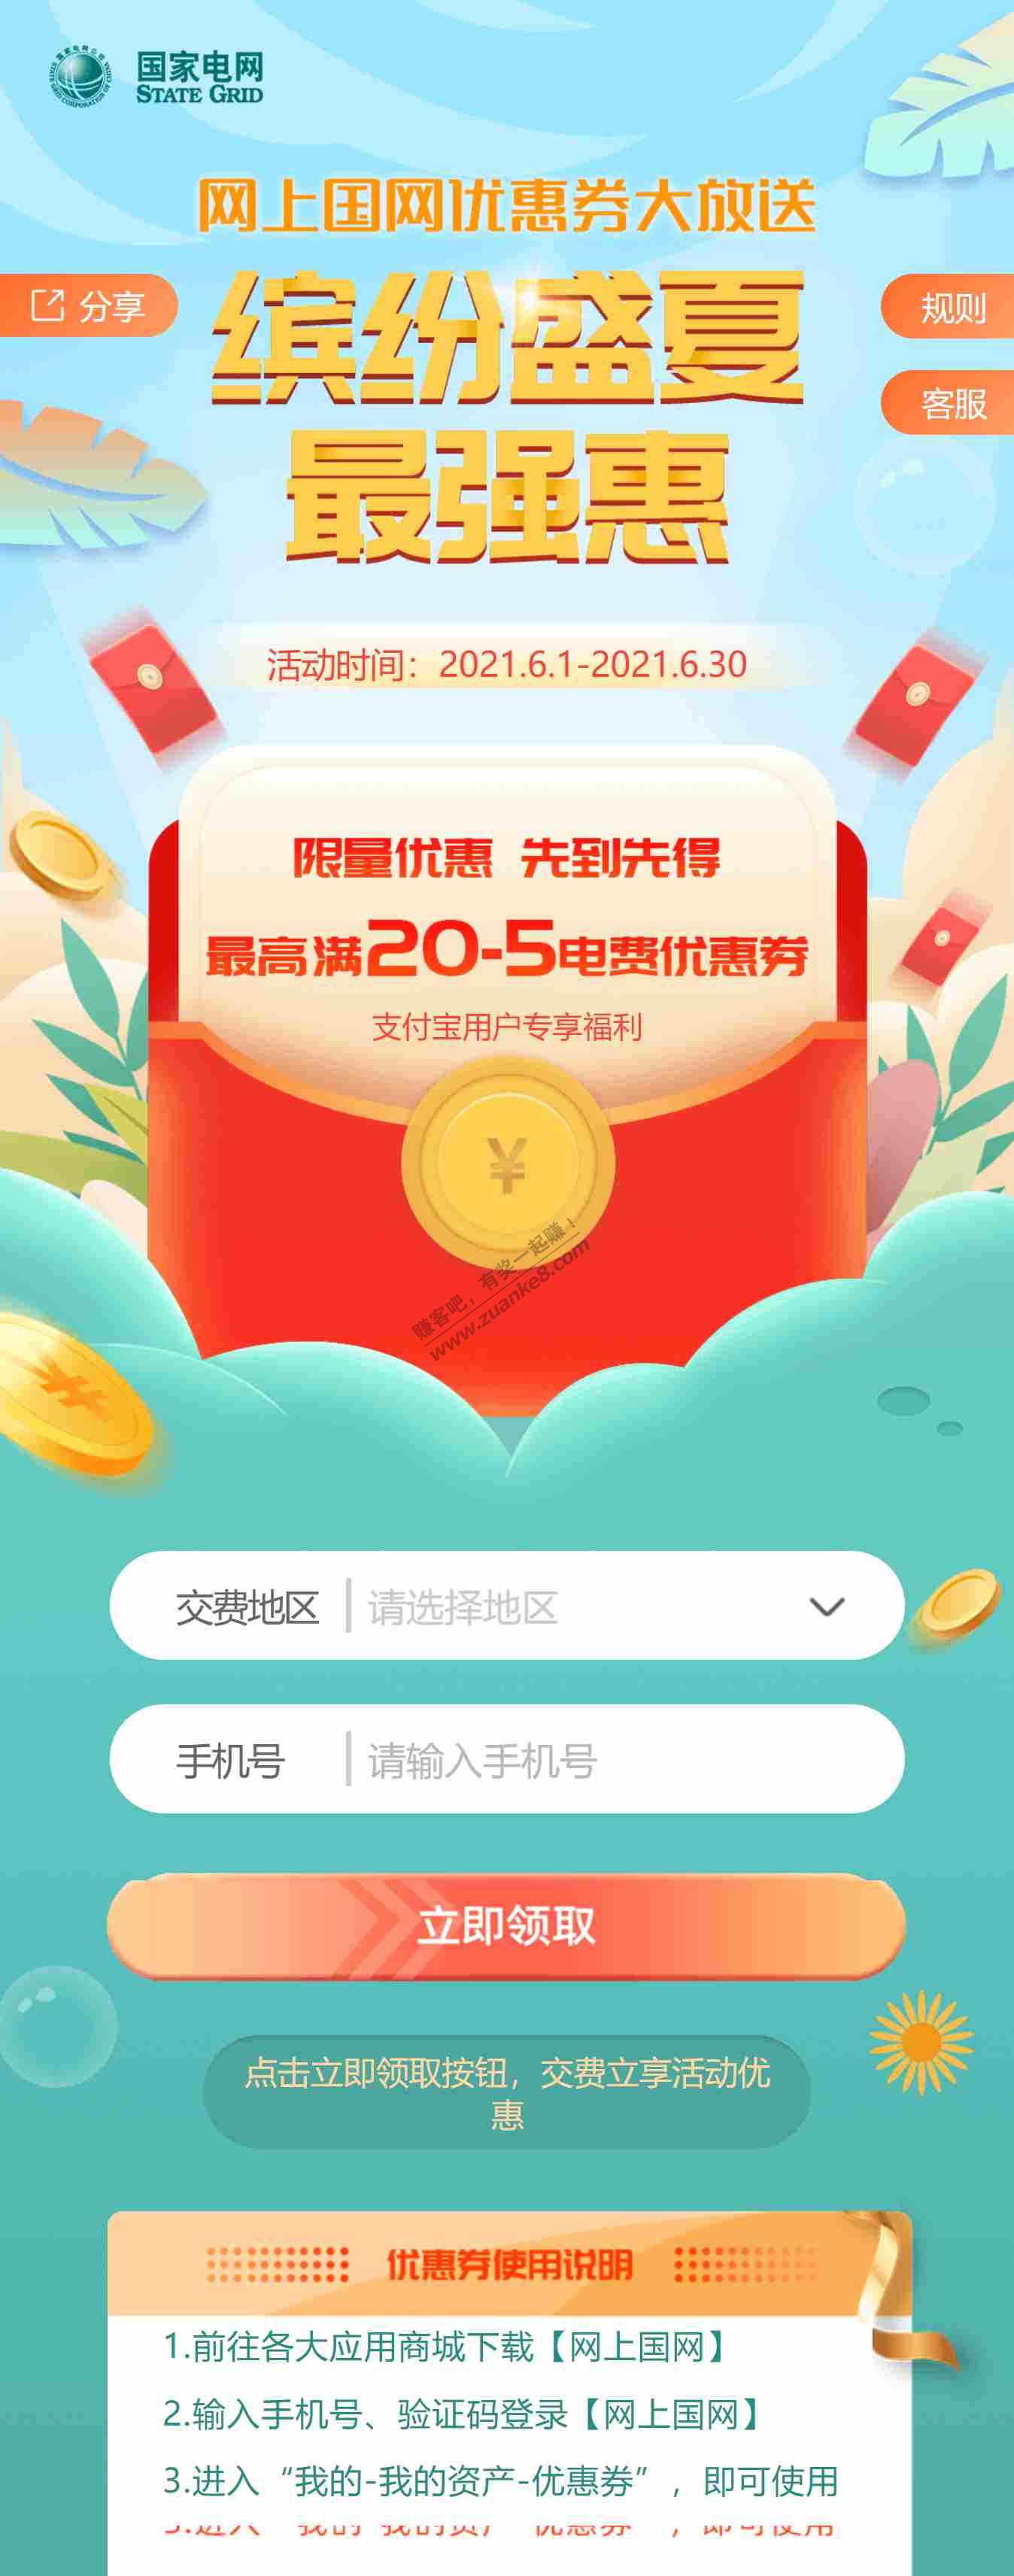 国家电网
STATE GRID
网上国网优惠券大放送
分享
缤纷盛夏
规则
客服
最强惠
活动时间：2021.6.1-2021.6.30
限量优惠 先到先得
最高满20-5电费优惠券
支付宝用户专享福利
¥
赚客吧，有奖一起赚！
www.zuanke8.com
交费地区 请选择地区
手机号 请输入手机号
立即领取
点击立即领取按钮，交费立享活动优
惠
优惠券使用说明
1.前往各大应用商城下载【网上国网】
2.输入手机号、验证码登录【网上国网】
3.进入“我的-我的资产-优惠券”，即可使用